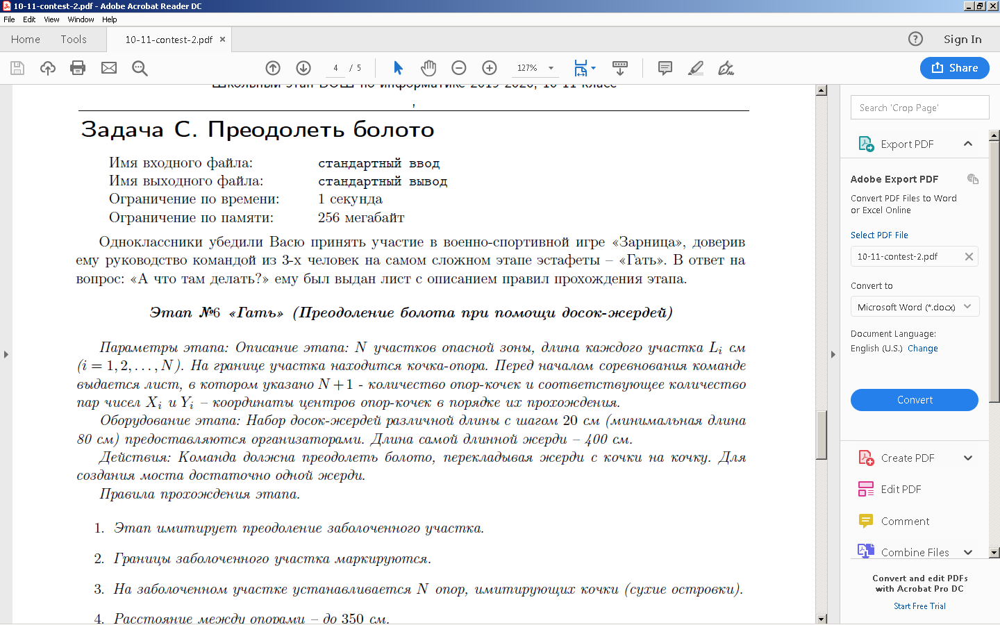 10-11-contest-2.pdf - Adobe Acrobat Reader DC
File Edit View Window Help
Home Tools 10-11-contest-2.pdf × Sign In
4 / 5 127% Share
Школьный этап ВОШ по информатике 2019-2020, 10-11 класс
,
Задача C. Преодолеть болото
Имя входного файла: стандартный ввод
Имя выходного файла: стандартный вывод
Ограничение по времени: 1 секунда
Ограничение по памяти: 256 мегабайт
Одноклассники убедили Васю принять участие в военно-спортивной игре «Зарница», доверив
ему руководство командой из 3-х человек на самом сложном этапе эстафеты – «Гать». В ответ на
вопрос: «А что там делать?» ему был выдан лист с описанием правил прохождения этапа.
Этап №6 «Гать» (Преодоление болота при помощи досок-жердей)
Параметры этапа: Описание этапа: N участков опасной зоны, длина каждого участка Li см
(i = 1, 2, . . . , N). На границе участка находится кочка-опора. Перед началом соревнования команде
выдается лист, в котором указано N + 1 - количество опор-кочек и соответствующее количество
пар чисел Xi и Yi – координаты центров опор-кочек в порядке их прохождения.
Оборудование этапа: Набор досок-жердей различной длины с шагом 20 см (минимальная длина
80 см) предоставляются организаторами. Длина самой длинной жерди – 400 см.
Действия: Команда должна преодолеть болото, перекладывая жерди с кочки на кочку. Для
создания моста достаточно одной жерди.
Правила прохождения этапа.
1. Этап имитирует преодоление заболоченного участка.
2. Границы заболоченного участка маркируются.
3. На заболоченном участке устанавливается N опор, имитирующих кочки (сухие островки).
4. Расстояние между опорами – до 350 см.
Search 'Crop Page'
Export PDF
Adobe Export PDF
Convert PDF Files to Word
or Excel Online
Select PDF File
10-11-contest-2.pdf
Convert to
Microsoft Word (*.docx)
Document Language:
English (U.S.) Change
Convert
Create PDF
Edit PDF
Comment
Combine Files
Convert and edit PDFs
with Acrobat Pro DC
Start Free Trial